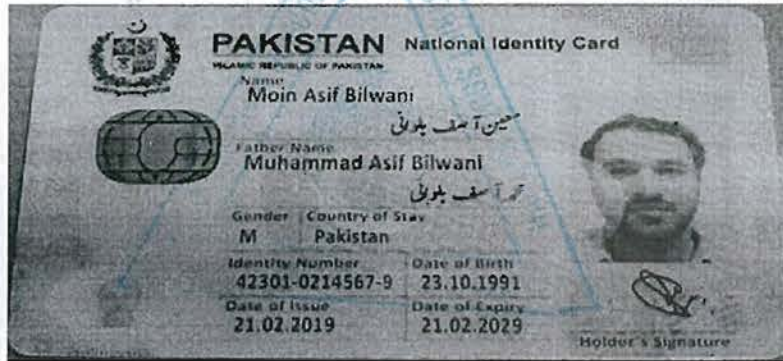 PAKISTAN National Identity Card
ISLAMIC REPUBLIC OF PAKISTAN
Name
Moin Asif Bilwani
معین آصف بلوانی
Father Name
Muhammad Asif Bilwani
محمد آصف بلوانی
Gender Country of Stay
M Pakistan
Identity Number Date of Birth
42301-0214567-9 23.10.1991
Date of Issue Date of Expiry
21.02.2019 21.02.2029
Holder's Signature